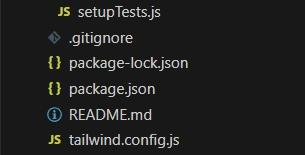 JS setupTests.js
.gitignore
{ } package-lock.json
{ } package.json
README.md
JS tailwind.config.js